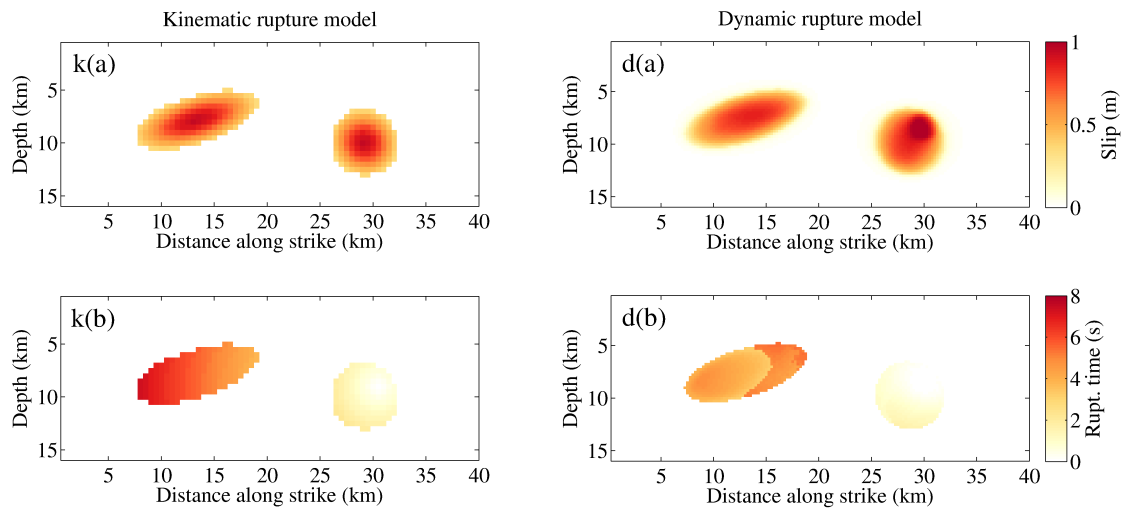 Kinematic rupture model
Dynamic rupture model
k(a)
5
10
15
Depth (km)
5 10 15 20 25 30 35 40
Distance along strike (km)
d(a)
5
10
15
Depth (km)
5 10 15 20 25 30 35 40
Distance along strike (km)
1
0.5
0
Slip (m)
k(b)
5
10
15
Depth (km)
5 10 15 20 25 30 35 40
Distance along strike (km)
d(b)
5
10
15
Depth (km)
5 10 15 20 25 30 35 40
Distance along strike (km)
8
6
4
2
0
Rupt. time (s)